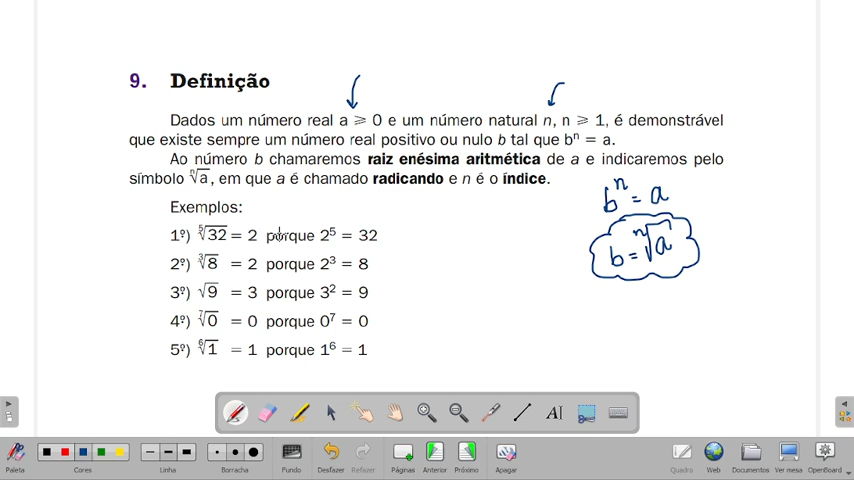 9. Definição
Dados um número real a ⩾ 0 e um número natural n, n ⩾ 1, é demonstrável
que existe sempre um número real positivo ou nulo b tal que bⁿ = a.
Ao número b chamaremos raiz enésima aritmética de a e indicaremos pelo
símbolo ⁿ√a, em que a é chamado radicando e n é o índice.
bⁿ = a
b = ⁿ√a
Exemplos:
1º) ⁵√32 = 2 porque 2⁵ = 32
2º) ³√8 = 2 porque 2³ = 8
3º) √9 = 3 porque 3² = 9
4º) ⁷√0 = 0 porque 0⁷ = 0
5º) ⁶√1 = 1 porque 1⁶ = 1
AI
Paleta Cores Linha Borracha Fundo Desfazer Refazer Páginas Anterior Próximo Apagar Quadro Web Documentos Ver mesa OpenBoard